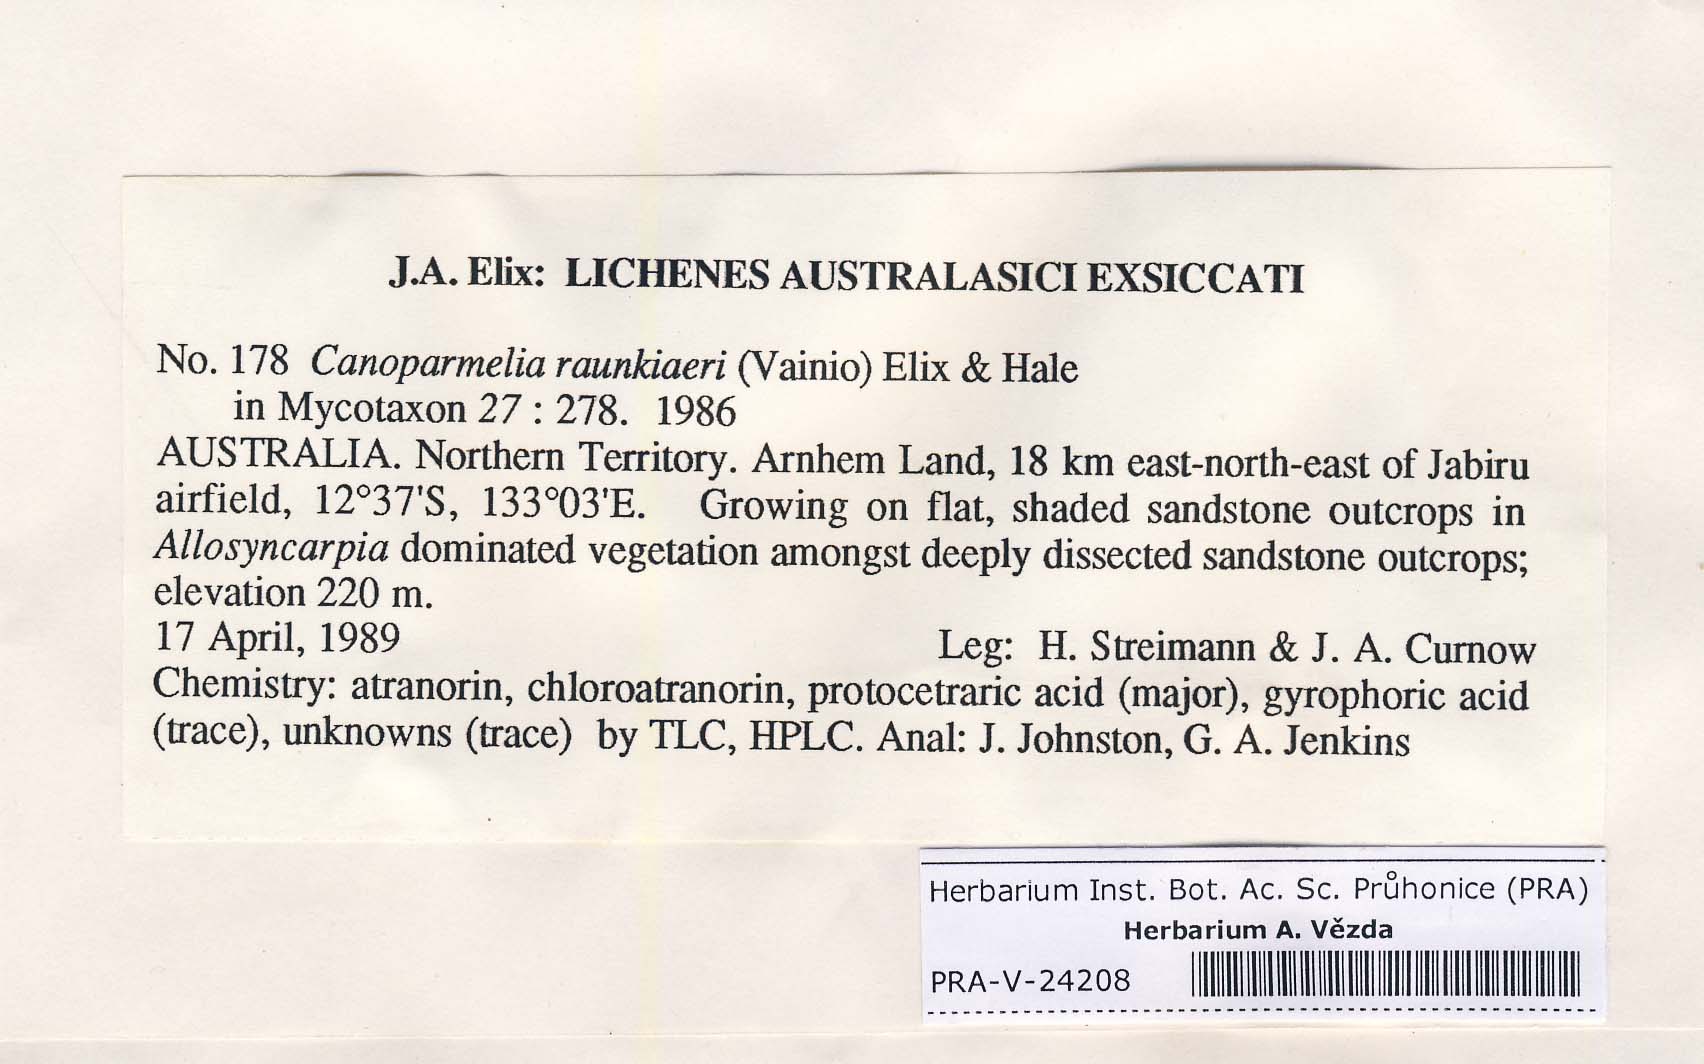 J.A. Elix: LICHENES AUSTRALASICI EXSICCATI
No. 178 Canoparmelia raunkiaeri (Vainio) Elix & Hale
in Mycotaxon 27 : 278. 1986
AUSTRALIA. Northern Territory. Arnhem Land, 18 km east-north-east of Jabiru
airfield, 12°37'S, 133°03'E. Growing on flat, shaded sandstone outcrops in
Allosyncarpia dominated vegetation amongst deeply dissected sandstone outcrops;
elevation 220 m.
17 April, 1989 Leg: H. Streimann & J. A. Curnow
Chemistry: atranorin, chloroatranorin, protocetraric acid (major), gyrophoric acid
(trace), unknowns (trace) by TLC, HPLC. Anal: J. Johnston, G. A. Jenkins
Herbarium Inst. Bot. Ac. Sc. Průhonice (PRA)
Herbarium A. Vězda
PRA-V-24208